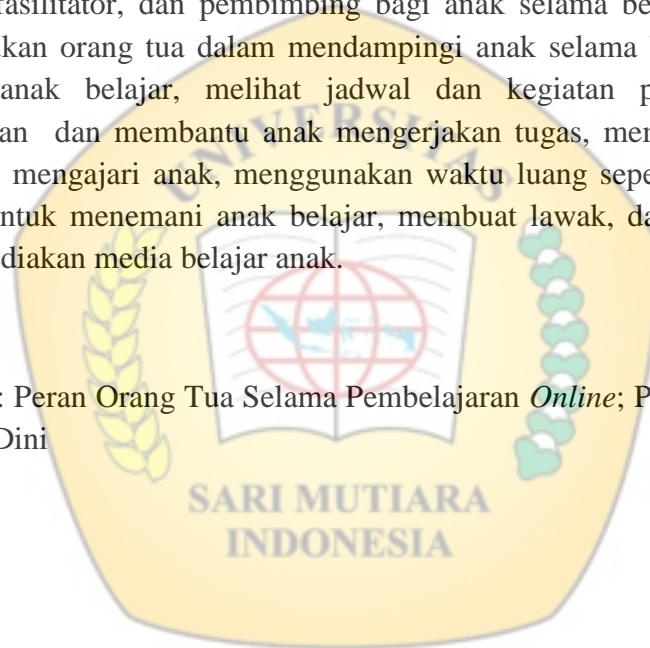 fasilitator, dan pembimbing bagi anak selama be
kan orang tua dalam mendampingi anak selama
anak belajar, melihat jadwal dan kegiatan p
an dan membantu anak mengerjakan tugas, men
mengajari anak, menggunakan waktu luang sepe
ntuk menemani anak belajar, membuat lawak, da
diakan media belajar anak.
: Peran Orang Tua Selama Pembelajaran Online; P
Dini
UNIVERSITAS
SARI MUTIARA
INDONESIA